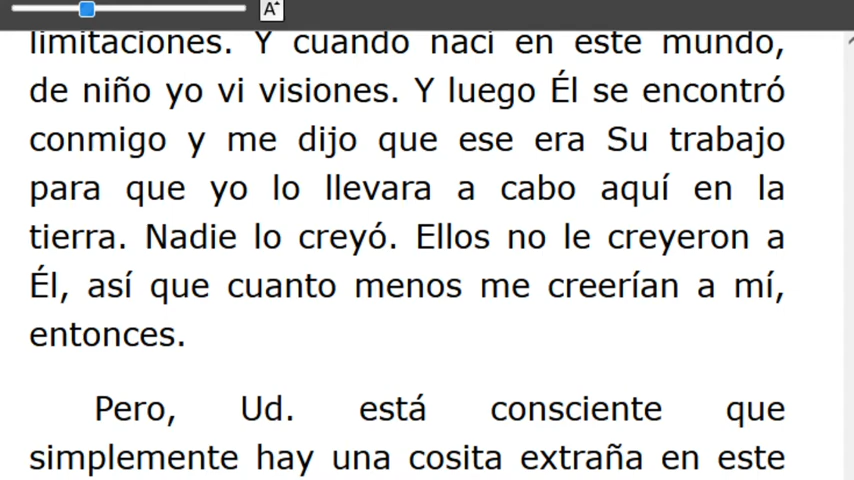 A
limitaciones. Y cuando nací en este mundo,
de niño yo vi visiones. Y luego Él se encontró
conmigo y me dijo que ese era Su trabajo
para que yo lo llevara a cabo aquí en la
tierra. Nadie lo creyó. Ellos no le creyeron a
Él, así que cuanto menos me creerían a mí,
entonces.
Pero, Ud. está consciente que
simplemente hay una cosita extraña en este